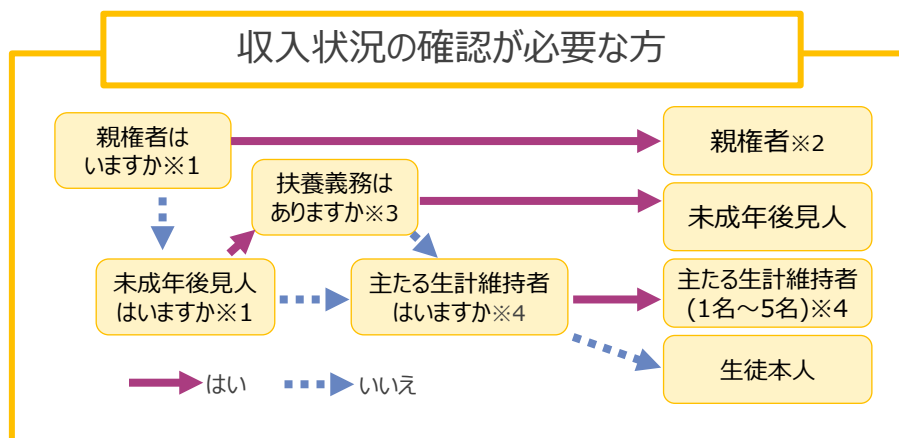 収入状況の確認が必要な方
親権者は
いますか※1
親権者※2
扶養義務は
ありますか※3
未成年後見人
未成年後見人
はいますか※1
主たる生計維持者
はいますか※4
主たる生計維持者
(1名～5名)※4
生徒本人
はい
いいえ